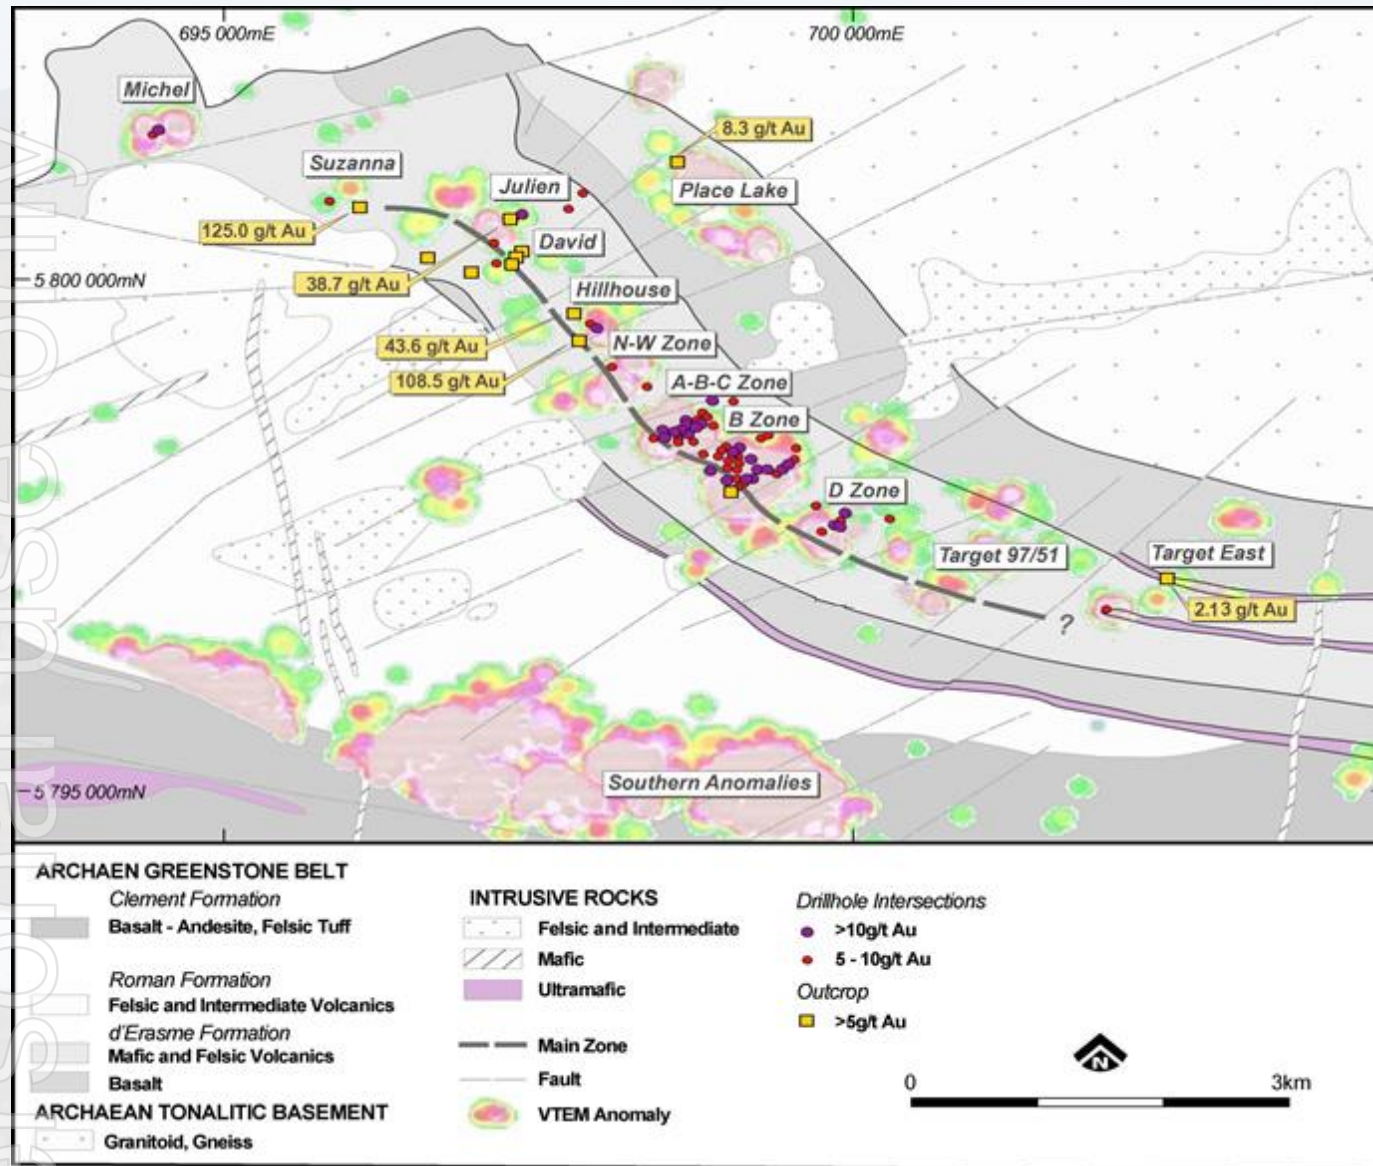 695 000mE
700 000mE
Michel
8.3 g/t Au
Suzanna
Julien
Place Lake
125.0 g/t Au
David
5 800 000mN
38.7 g/t Au
Hillhouse
43.6 g/t Au
N-W Zone
108.5 g/t Au
A-B-C Zone
B Zone
D Zone
Target 97/51
Target East
2.13 g/t Au
?
Southern Anomalies
5 795 000mN
ARCHAEN GREENSTONE BELT
Clement Formation
Basalt - Andesite, Felsic Tuff
Roman Formation
Felsic and Intermediate Volcanics
d'Erasme Formation
Mafic and Felsic Volcanics
Basalt
ARCHAEAN TONALITIC BASEMENT
Granitoid, Gneiss
INTRUSIVE ROCKS
Felsic and Intermediate
Mafic
Ultramafic
Main Zone
Fault
VTEM Anomaly
Drillhole Intersections
>10g/t Au
5 - 10g/t Au
Outcrop
>5g/t Au
N
0
3km